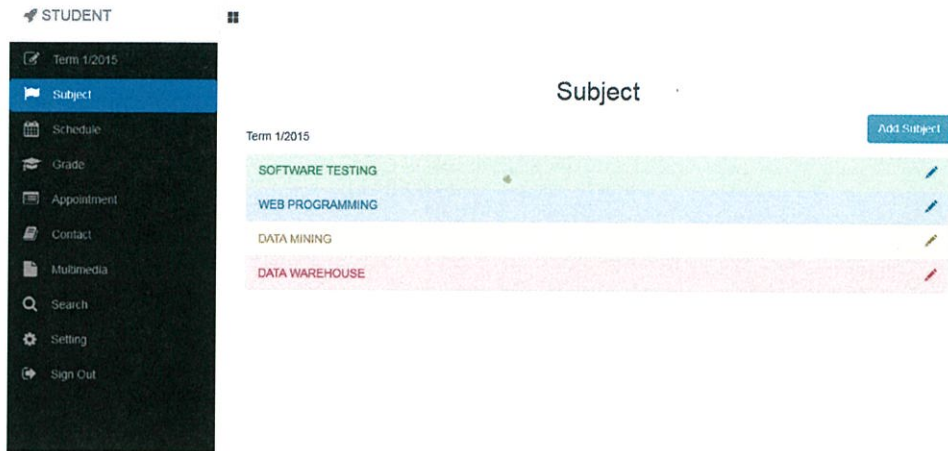 STUDENT
Term 1/2015
Subject
Schedule
Grade
Appointment
Contact
Multimedia
Search
Setting
Sign Out
Subject
Term 1/2015
Add Subject
SOFTWARE TESTING
WEB PROGRAMMING
DATA MINING
DATA WAREHOUSE